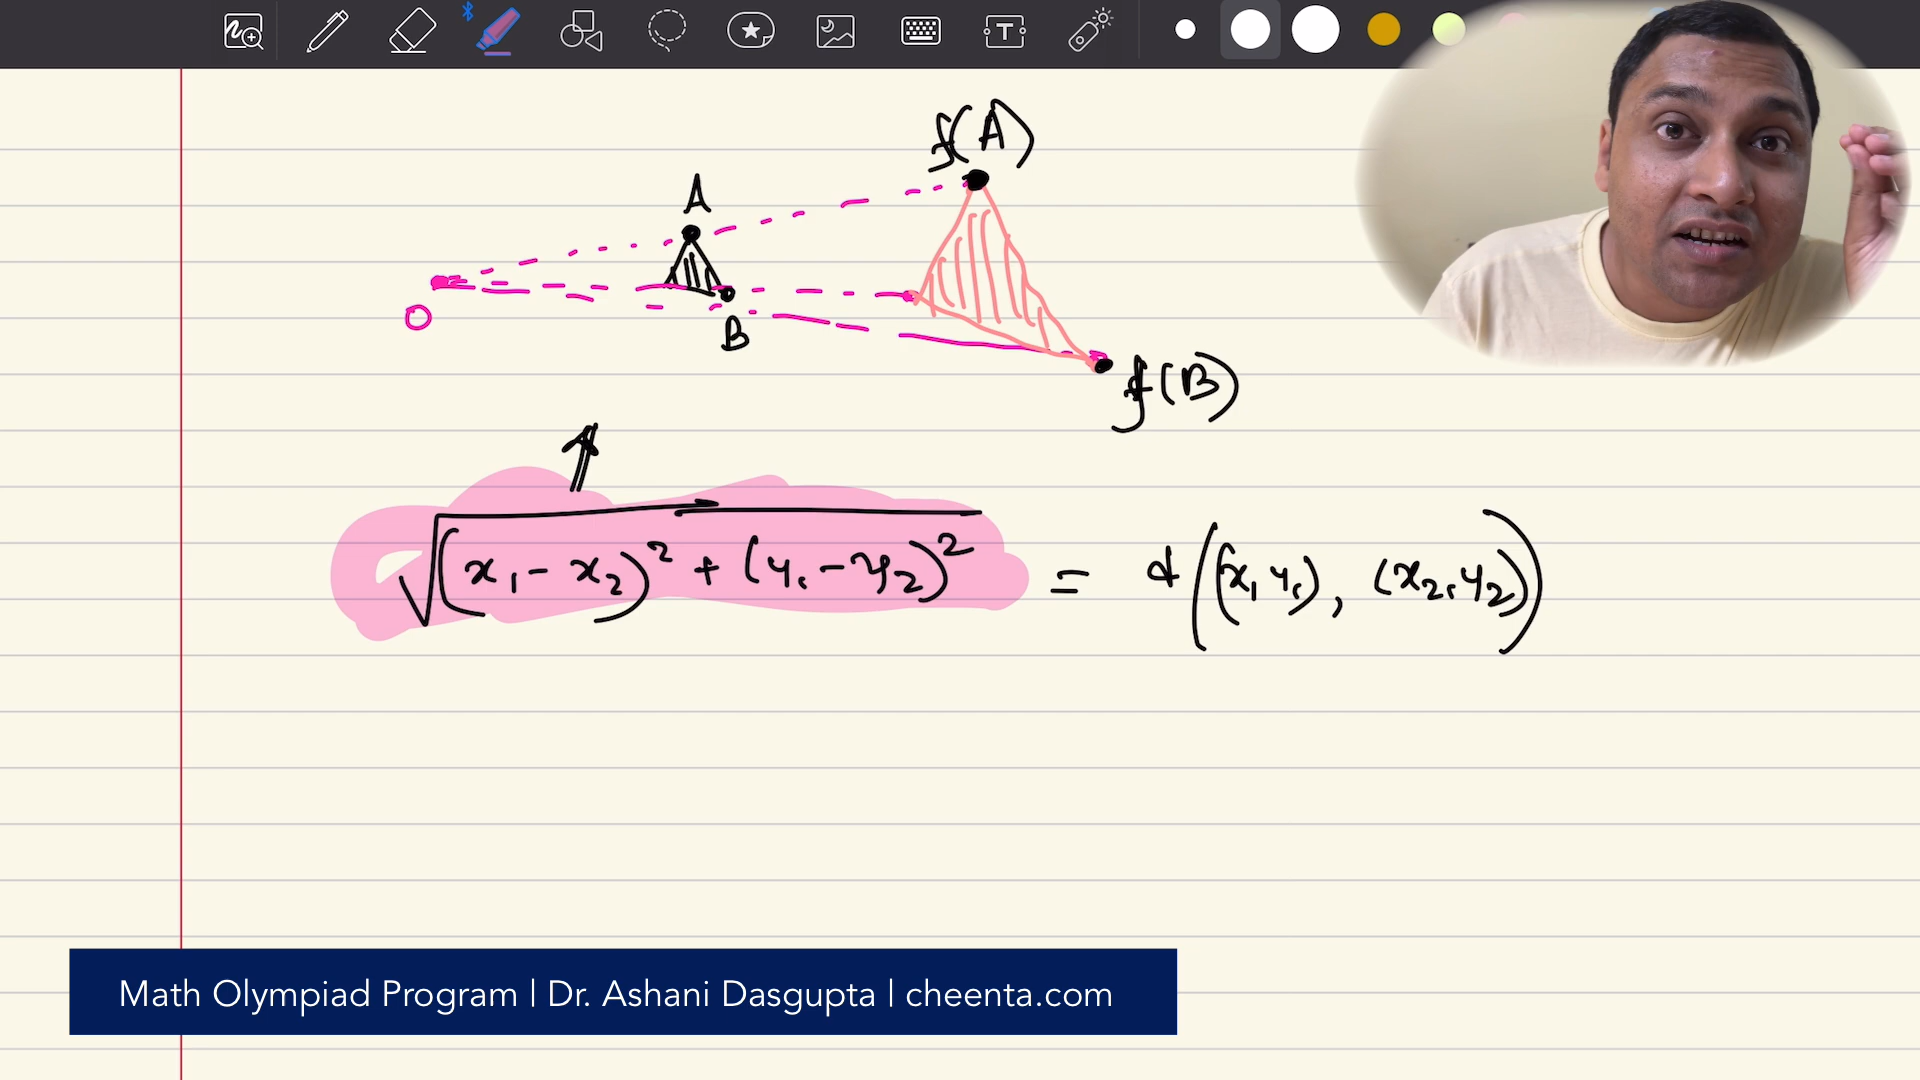 f(A)
A
O
B
f(B)
√(x₁ - x₂)² + (y₁ - y₂)² = d((x₁ y₁), (x₂, y₂))
Math Olympiad Program | Dr. Ashani Dasgupta | cheenta.com